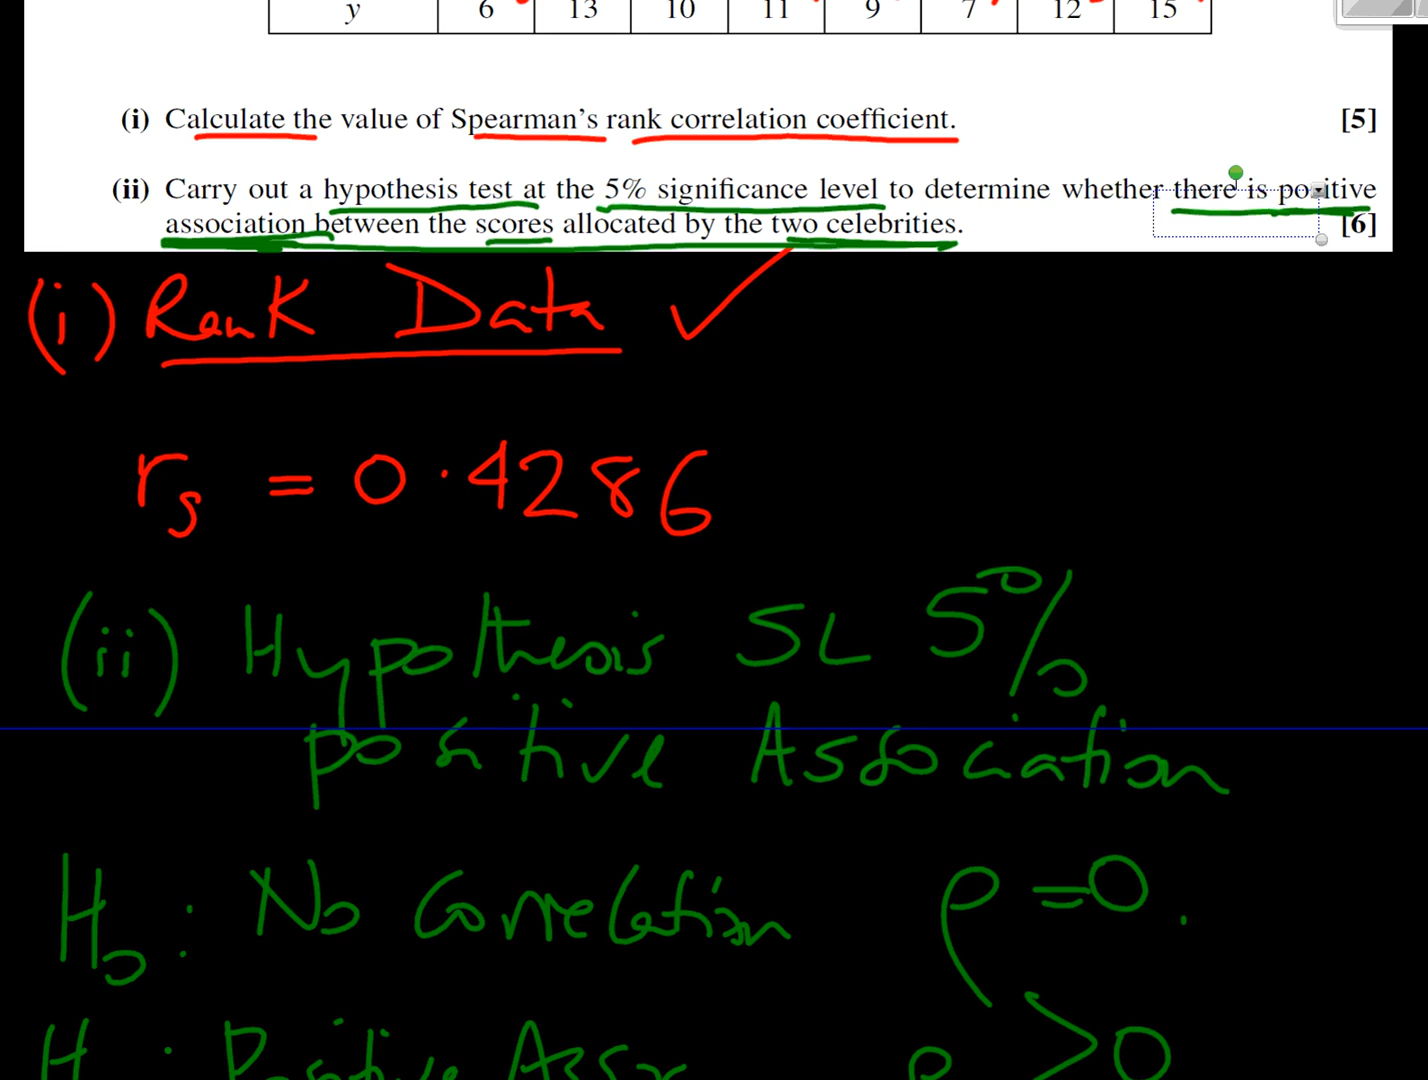 y 6 13 10 11 9 7 12 15
(i) Calculate the value of Spearman's rank correlation coefficient. [5]
(ii) Carry out a hypothesis test at the 5% significance level to determine whether there is positive
association between the scores allocated by the two celebrities. [6]
(i) Rank Data ✓
rs = 0.4286
(ii) Hypothesis SL 5%
positive Association
H0 : No Correlation ρ = 0.
H : Positive Assoc ρ > 0